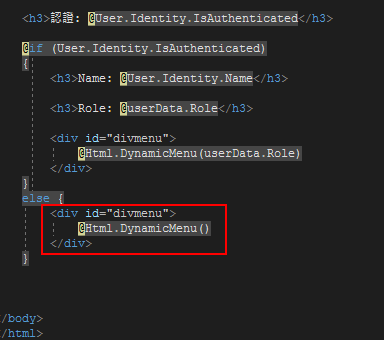 <h3>認證: @User.Identity.IsAuthenticated</h3>
@if (User.Identity.IsAuthenticated)
{
<h3>Name: @User.Identity.Name</h3>
<h3>Role: @userData.Role</h3>
<div id="divmenu">
@Html.DynamicMenu(userData.Role)
</div>
}
else {
<div id="divmenu">
@Html.DynamicMenu()
</div>
}
</body>
</html>